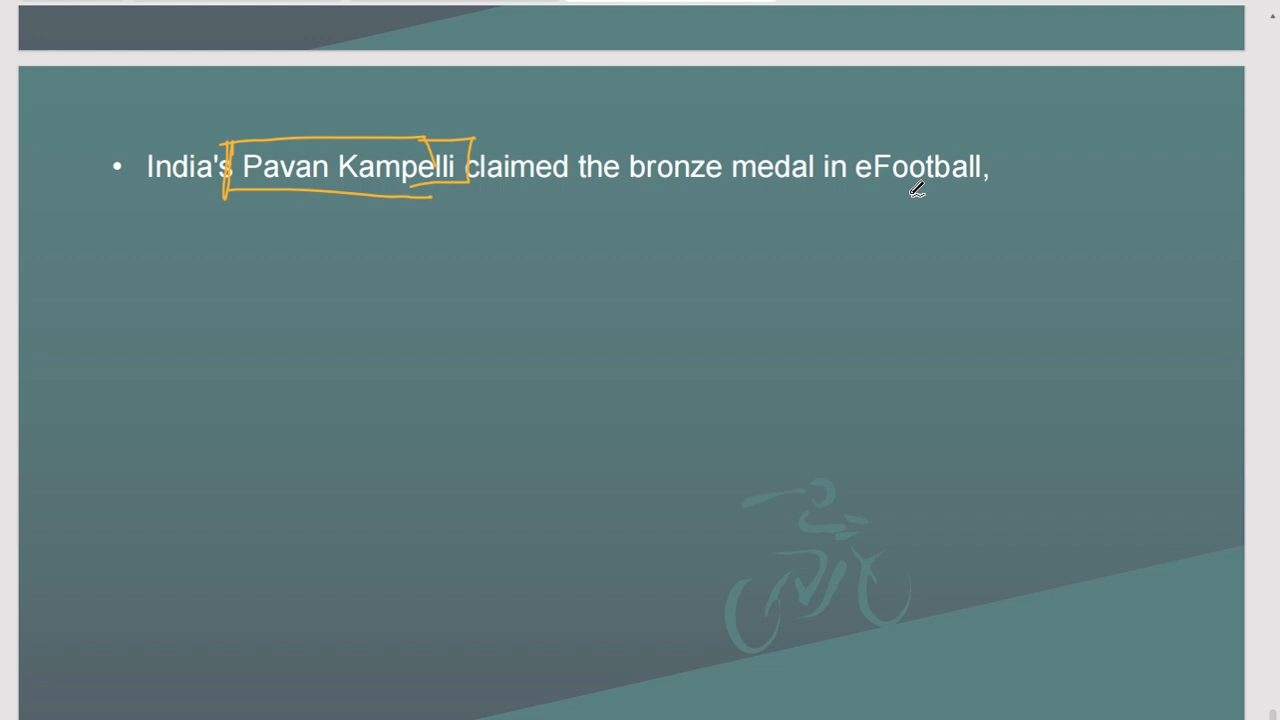 • India's Pavan Kampelli claimed the bronze medal in eFootball,